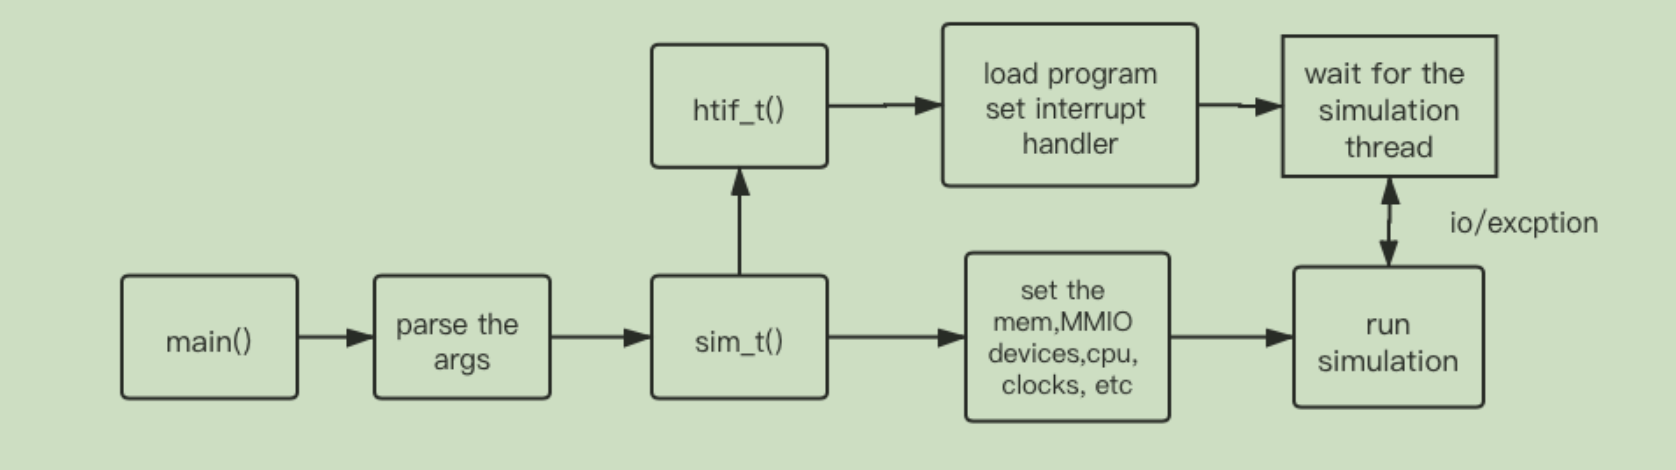 htif_t()
load program
set interrupt
handler
wait for the
simulation
thread
io/excption
main()
parse the
args
sim_t()
set the
mem,MMIO
devices,cpu,
clocks, etc
run
simulation